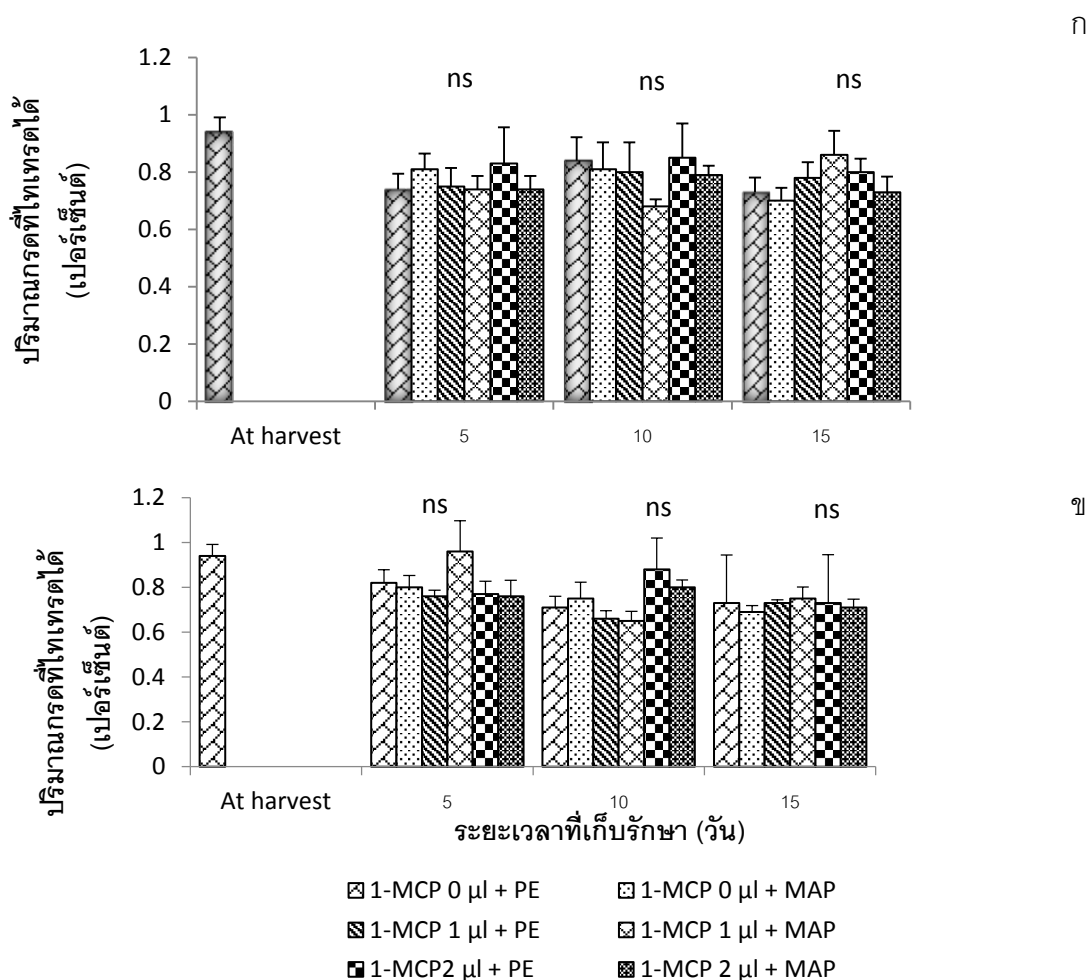 ก
1.2
ns
ns
ns
1
0.8
0.6
0.4
0.2
0
ปริมาณกรดที่ไทเทรตได้
(เปอร์เซ็นต์)
At harvest
5
10
15
ข
1.2
ns
ns
ns
1
0.8
0.6
0.4
0.2
0
ปริมาณกรดที่ไทเทรตได้
(เปอร์เซ็นต์)
At harvest
5
10
15
ระยะเวลาที่เก็บรักษา (วัน)
1-MCP 0 µl + PE
1-MCP 0 µl + MAP
1-MCP 1 µl + PE
1-MCP 1 µl + MAP
1-MCP2 µl + PE
1-MCP 2 µl + MAP